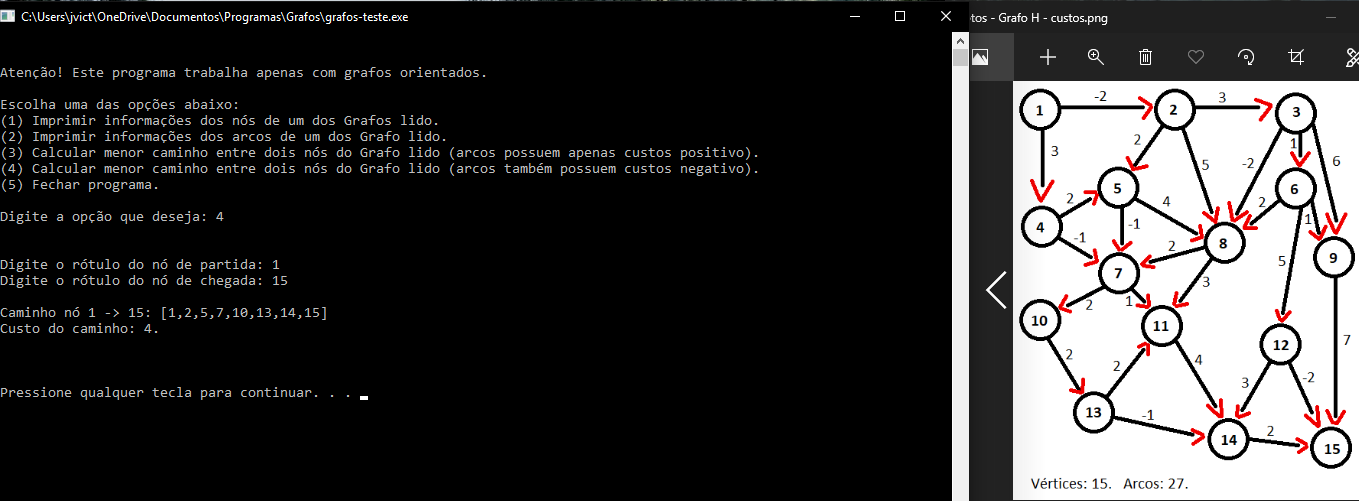 C:\Users\jvict\OneDrive\Documentos\Programas\Grafos\grafos-teste.exe
Atenção! Este programa trabalha apenas com grafos orientados.
Escolha uma das opções abaixo:
(1) Imprimir informações dos nós de um dos Grafos lido.
(2) Imprimir informações dos arcos de um dos Grafo lido.
(3) Calcular menor caminho entre dois nós do Grafo lido (arcos possuem apenas custos positivo).
(4) Calcular menor caminho entre dois nós do Grafo lido (arcos também possuem custos negativo).
(5) Fechar programa.
Digite a opção que deseja: 4
Digite o rótulo do nó de partida: 1
Digite o rótulo do nó de chegada: 15
Caminho nó 1 -> 15: [1,2,5,7,10,13,14,15]
Custo do caminho: 4.
Pressione qualquer tecla para continuar. . .
otos - Grafo H - custos.png
1 -2 2 3 3
3 2 5 -2 1 6
5 6
2 4 2 1
4 -1 -1 8 9
2 5
7 3 7
2 1
10 11 12
2 2 4 3 -2
13 -1 14 2 15
Vértices: 15. Arcos: 27.